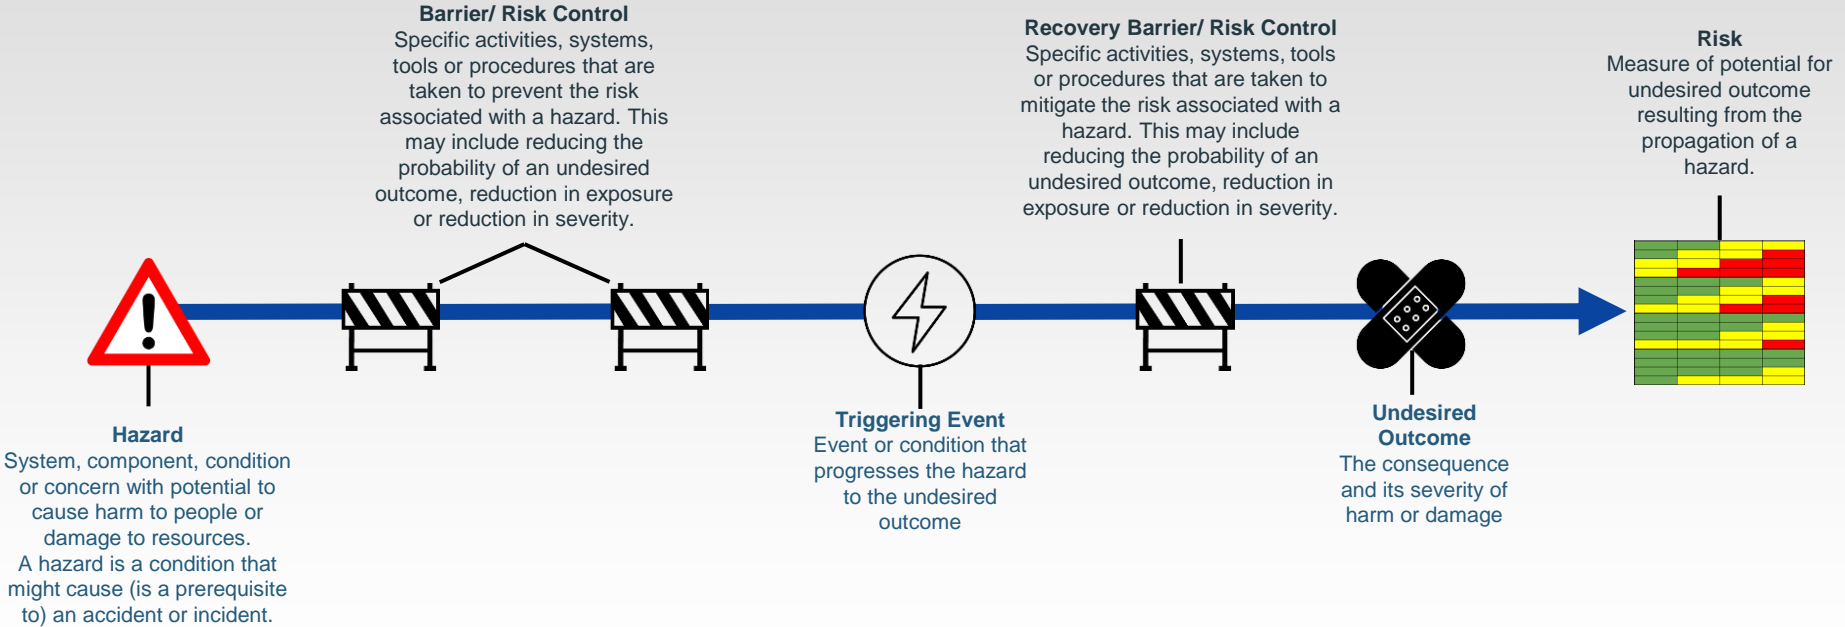 Barrier/ Risk Control
Specific activities, systems,
tools or procedures that are
taken to prevent the risk
associated with a hazard. This
may include reducing the
probability of an undesired
outcome, reduction in exposure
or reduction in severity.
Recovery Barrier/ Risk Control
Specific activities, systems, tools
or procedures that are taken to
mitigate the risk associated with a
hazard. This may include
reducing the probability of an
undesired outcome, reduction in
exposure or reduction in severity.
Risk
Measure of potential for
undesired outcome
resulting from the
propagation of a
hazard.
Hazard
System, component, condition
or concern with potential to
cause harm to people or
damage to resources.
A hazard is a condition that
might cause (is a prerequisite
to) an accident or incident.
Triggering Event
Event or condition that
progresses the hazard
to the undesired
outcome
Undesired
Outcome
The consequence
and its severity of
harm or damage